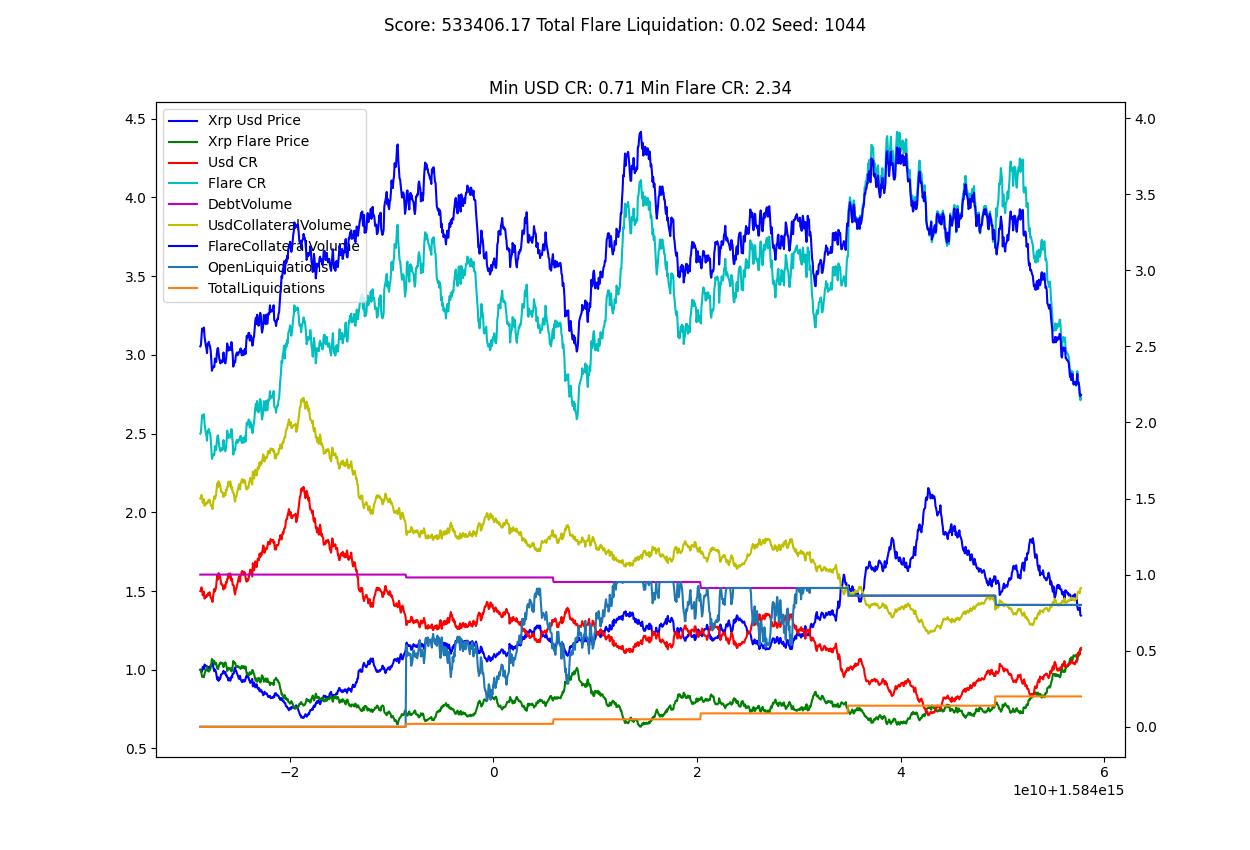 Score: 533406.17 Total Flare Liquidation: 0.02 Seed: 1044
Min USD CR: 0.71 Min Flare CR: 2.34
Xrp Usd Price
Xrp Flare Price
Usd CR
Flare CR
DebtVolume
UsdCollateralVolume
FlareCollateralVolume
OpenLiquidations
TotalLiquidations
4.5
4.0
3.5
3.0
2.5
2.0
1.5
1.0
0.5
4.0
3.5
3.0
2.5
2.0
1.5
1.0
0.5
0.0
−2 0 2 4 6
1e10+1.584e15